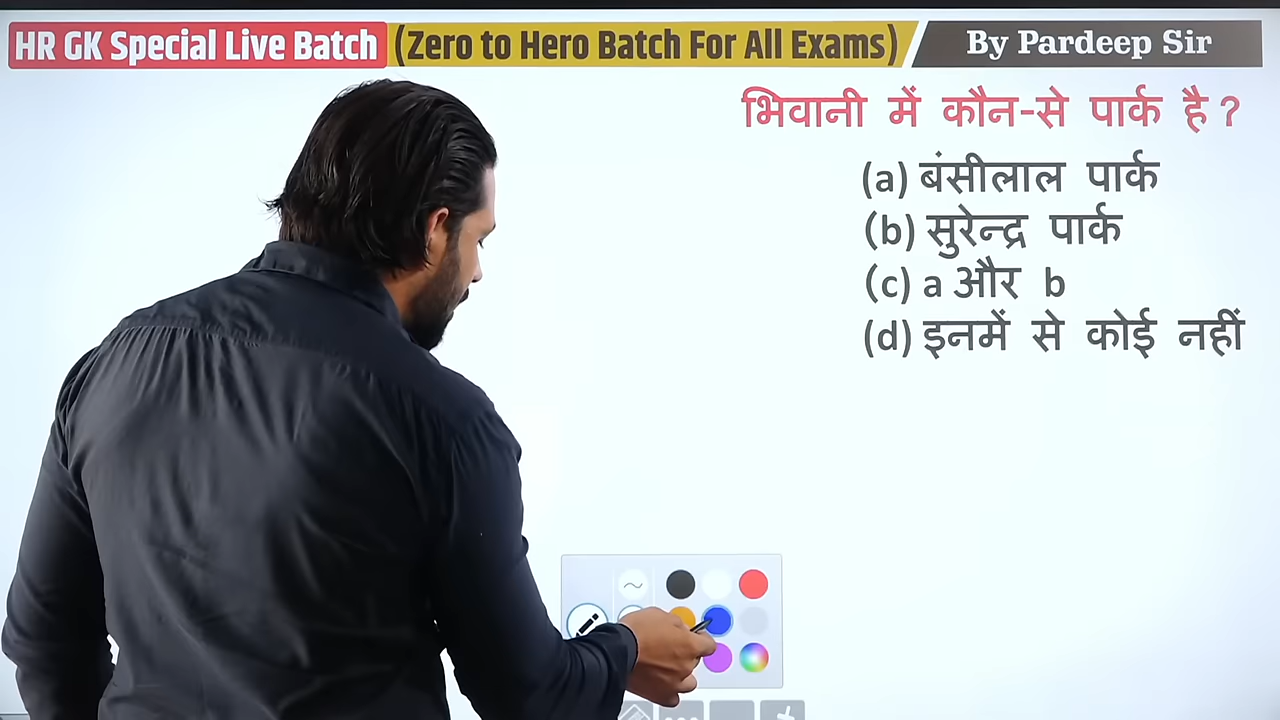 HR GK Special Live Batch (Zero to Hero Batch For All Exams) By Pardeep Sir
भिवानी में कौन-से पार्क है ?
(a) बंसीलाल पार्क
(b) सुरेन्द्र पार्क
(c) a और b
(d) इनमें से कोई नहीं